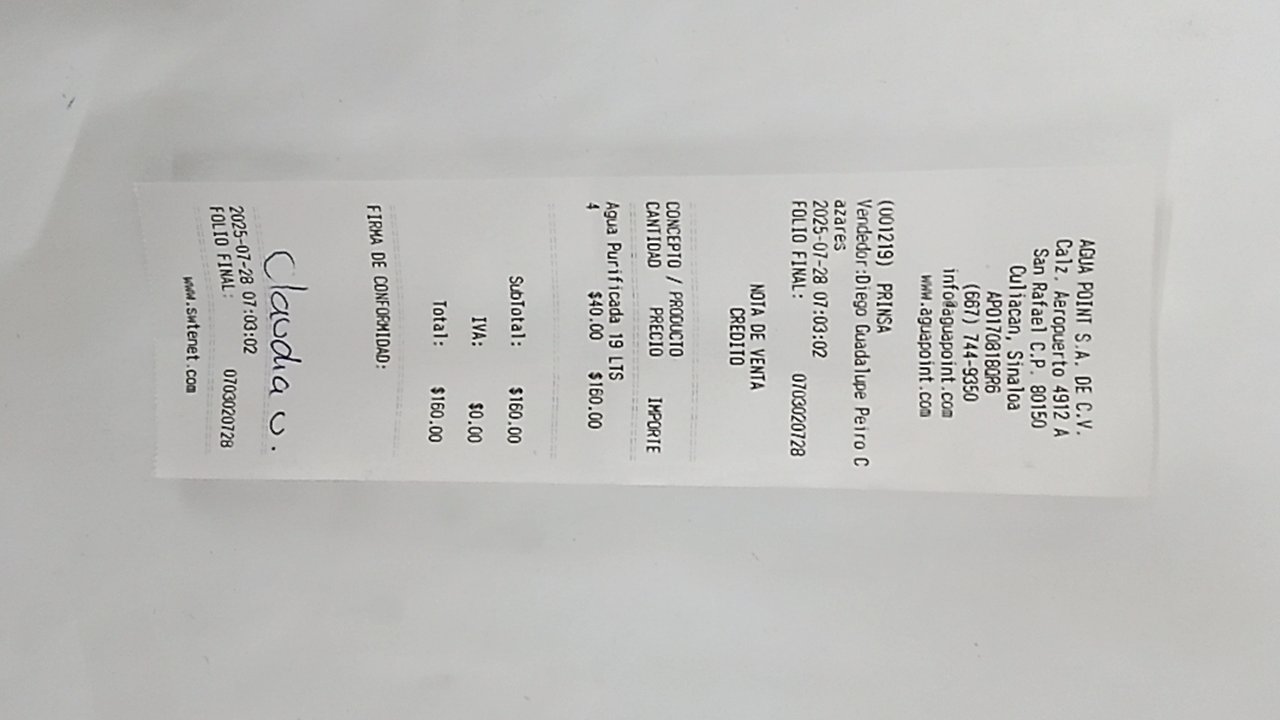 AGUA POINT S.A. DE C.V.
Calz. Aeropuerto 4912 A
San Rafael C.P. 80150
Culiacan, Sinaloa
APO170818QR6
(667) 744-9350
info@aguapoint.com
www.aguapoint.com
(001219) PRINSA
Vendedor:Diego Guadalupe Peiro C
azares
2025-07-28 07:03:02
FOLIO FINAL: 0703020728
NOTA DE VENTA
CREDITO
CONCEPTO / PRODUCTO
CANTIDAD PRECIO IMPORTE
Agua Purificada 19 LTS
4 $40.00 $160.00
SubTotal: $160.00
IVA: $0.00
Total: $160.00
FIRMA DE CONFORMIDAD:
Claudia U.
2025-07-28 07:03:02
FOLIO FINAL: 0703020728
www.swtenet.com